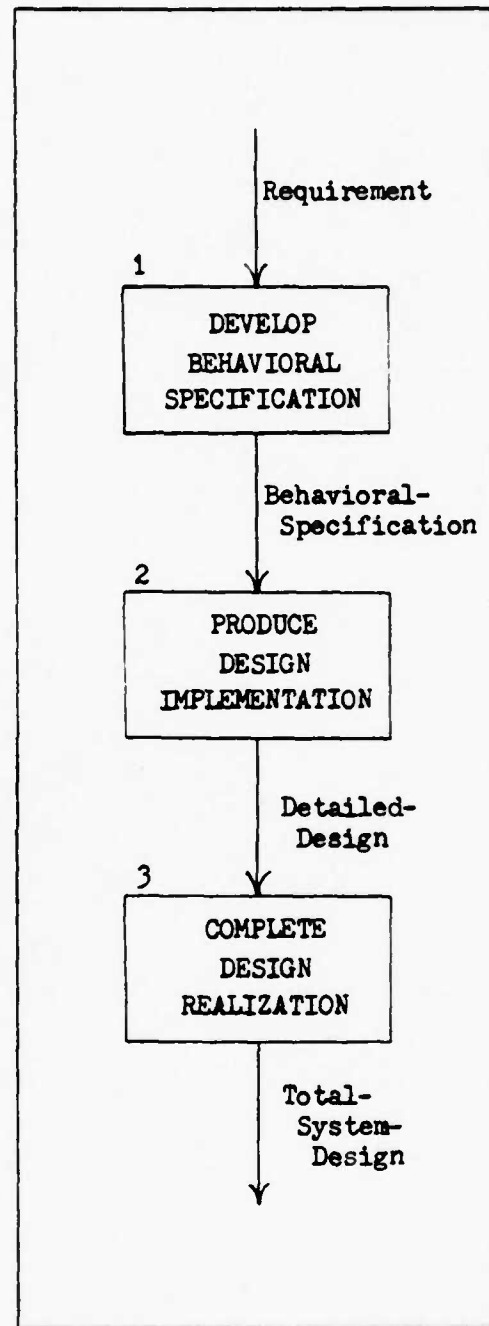 Requirement
1
DEVELOP
BEHAVIORAL
SPECIFICATION
Behavioral-
Specification
2
PRODUCE
DESIGN
IMPLEMENTATION
Detailed-
Design
3
COMPLETE
DESIGN
REALIZATION
Total-
System-
Design